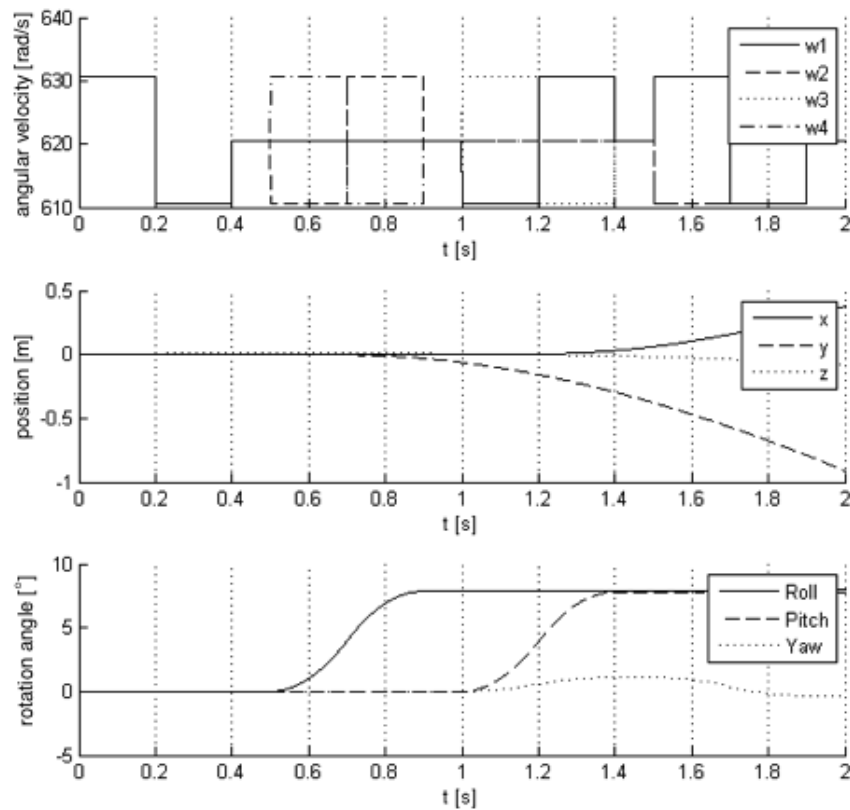 angular velocity [rad/s]
640
630
620
610
w1
w2
w3
w4
0 0.2 0.4 0.6 0.8 1 1.2 1.4 1.6 1.8 2
t [s]
position [m]
0.5
0
-0.5
-1
x
y
z
0 0.2 0.4 0.6 0.8 1 1.2 1.4 1.6 1.8 2
t [s]
rotation angle [°]
10
5
0
-5
Roll
Pitch
Yaw
0 0.2 0.4 0.6 0.8 1 1.2 1.4 1.6 1.8 2
t [s]